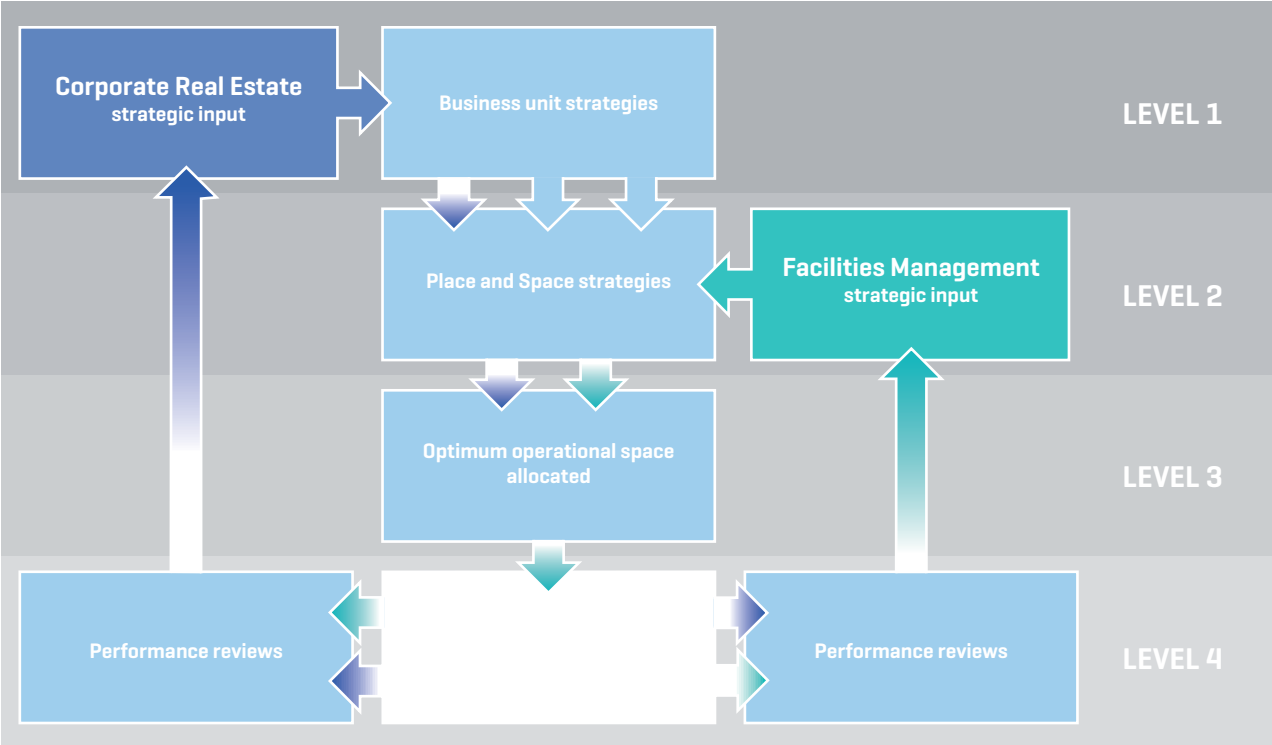 Corporate Real Estate
strategic input
Business unit strategies
LEVEL 1
Place and Space strategies
Facilities Management
strategic input
LEVEL 2
Optimum operational space
allocated
LEVEL 3
Performance reviews
Performance reviews
LEVEL 4